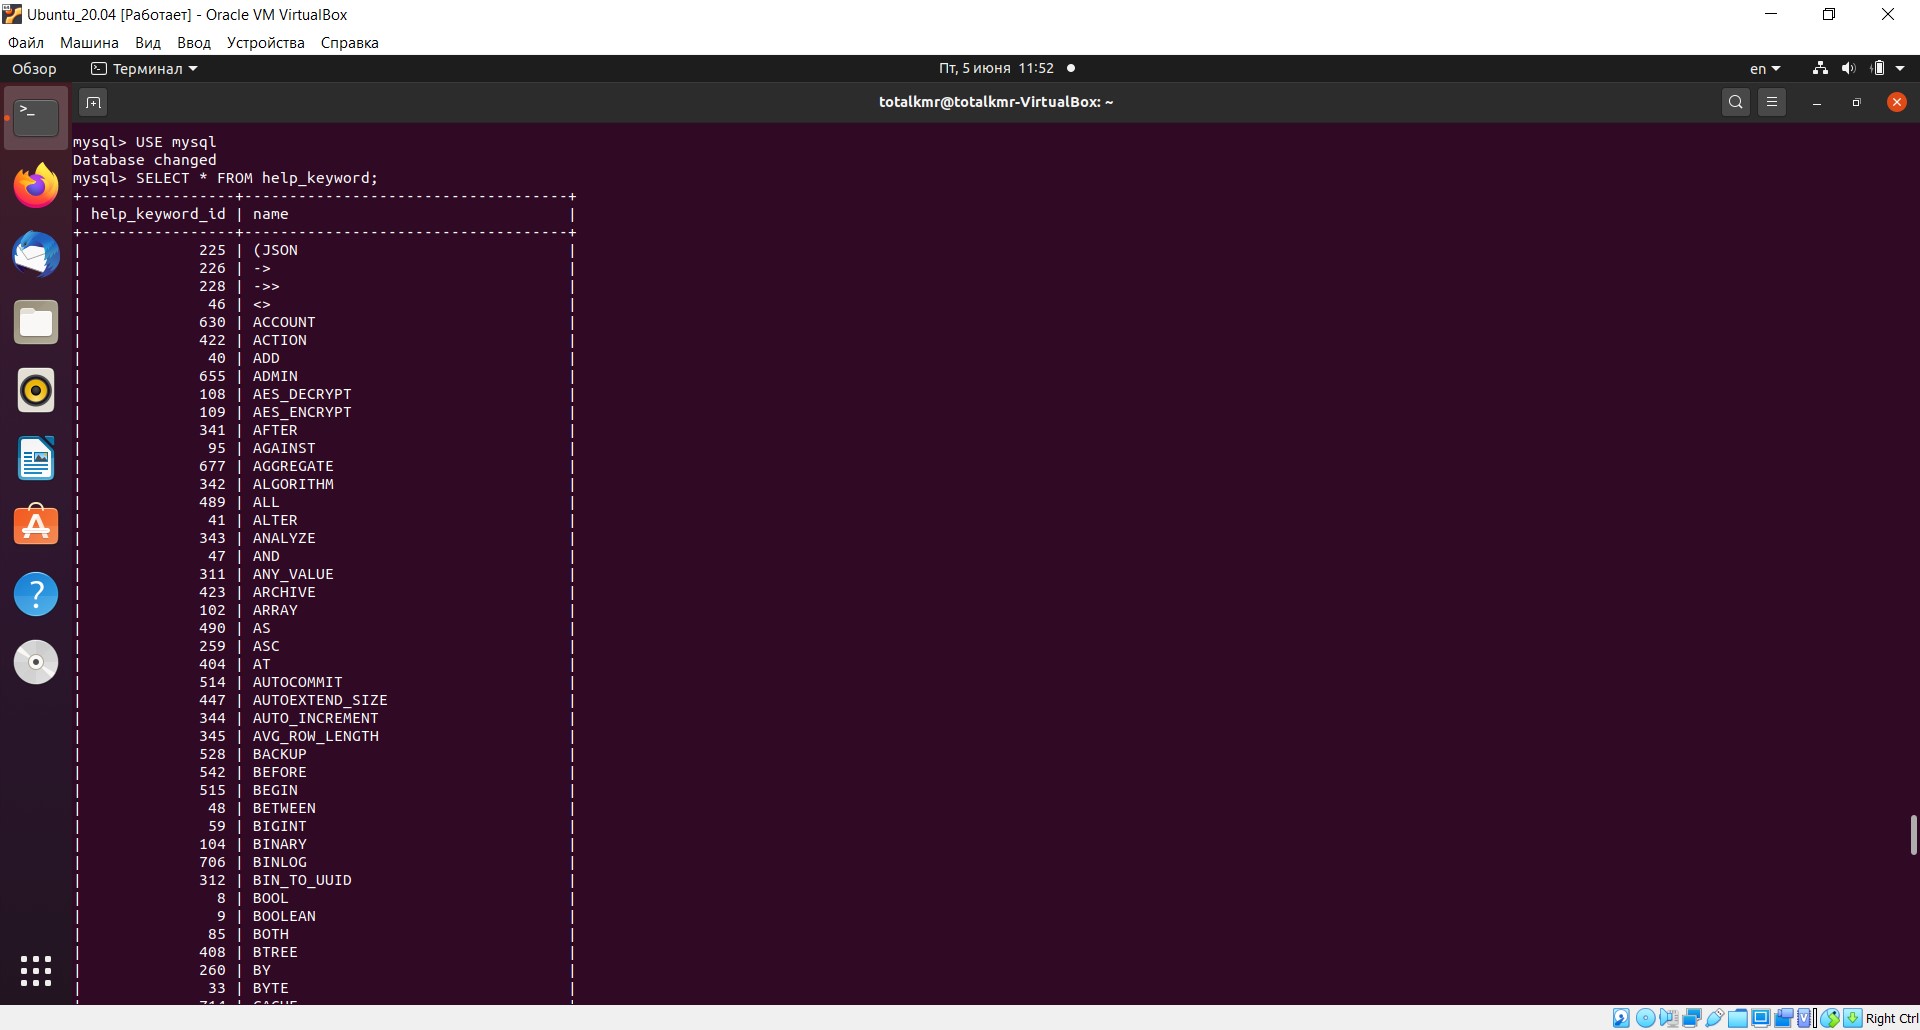 Ubuntu_20.04 [Работает] - Oracle VM VirtualBox
Файл Машина Вид Ввод Устройства Справка
Обзор Терминал Пт, 5 июня 11:52 en
totalkmr@totalkmr-VirtualBox: ~
mysql> USE mysql
Database changed
mysql> SELECT * FROM help_keyword;
+-----------------+------------------------------------+
| help_keyword_id | name |
+-----------------+------------------------------------+
| 225 | (JSON |
| 226 | -> |
| 228 | ->> |
| 46 | <> |
| 630 | ACCOUNT |
| 422 | ACTION |
| 40 | ADD |
| 655 | ADMIN |
| 108 | AES_DECRYPT |
| 109 | AES_ENCRYPT |
| 341 | AFTER |
| 95 | AGAINST |
| 677 | AGGREGATE |
| 342 | ALGORITHM |
| 489 | ALL |
| 41 | ALTER |
| 343 | ANALYZE |
| 47 | AND |
| 311 | ANY_VALUE |
| 423 | ARCHIVE |
| 102 | ARRAY |
| 490 | AS |
| 259 | ASC |
| 404 | AT |
| 514 | AUTOCOMMIT |
| 447 | AUTOEXTEND_SIZE |
| 344 | AUTO_INCREMENT |
| 345 | AVG_ROW_LENGTH |
| 528 | BACKUP |
| 542 | BEFORE |
| 515 | BEGIN |
| 48 | BETWEEN |
| 59 | BIGINT |
| 104 | BINARY |
| 706 | BINLOG |
| 312 | BIN_TO_UUID |
| 8 | BOOL |
| 9 | BOOLEAN |
| 85 | BOTH |
| 408 | BTREE |
| 260 | BY |
| 33 | BYTE |
Right Ctrl